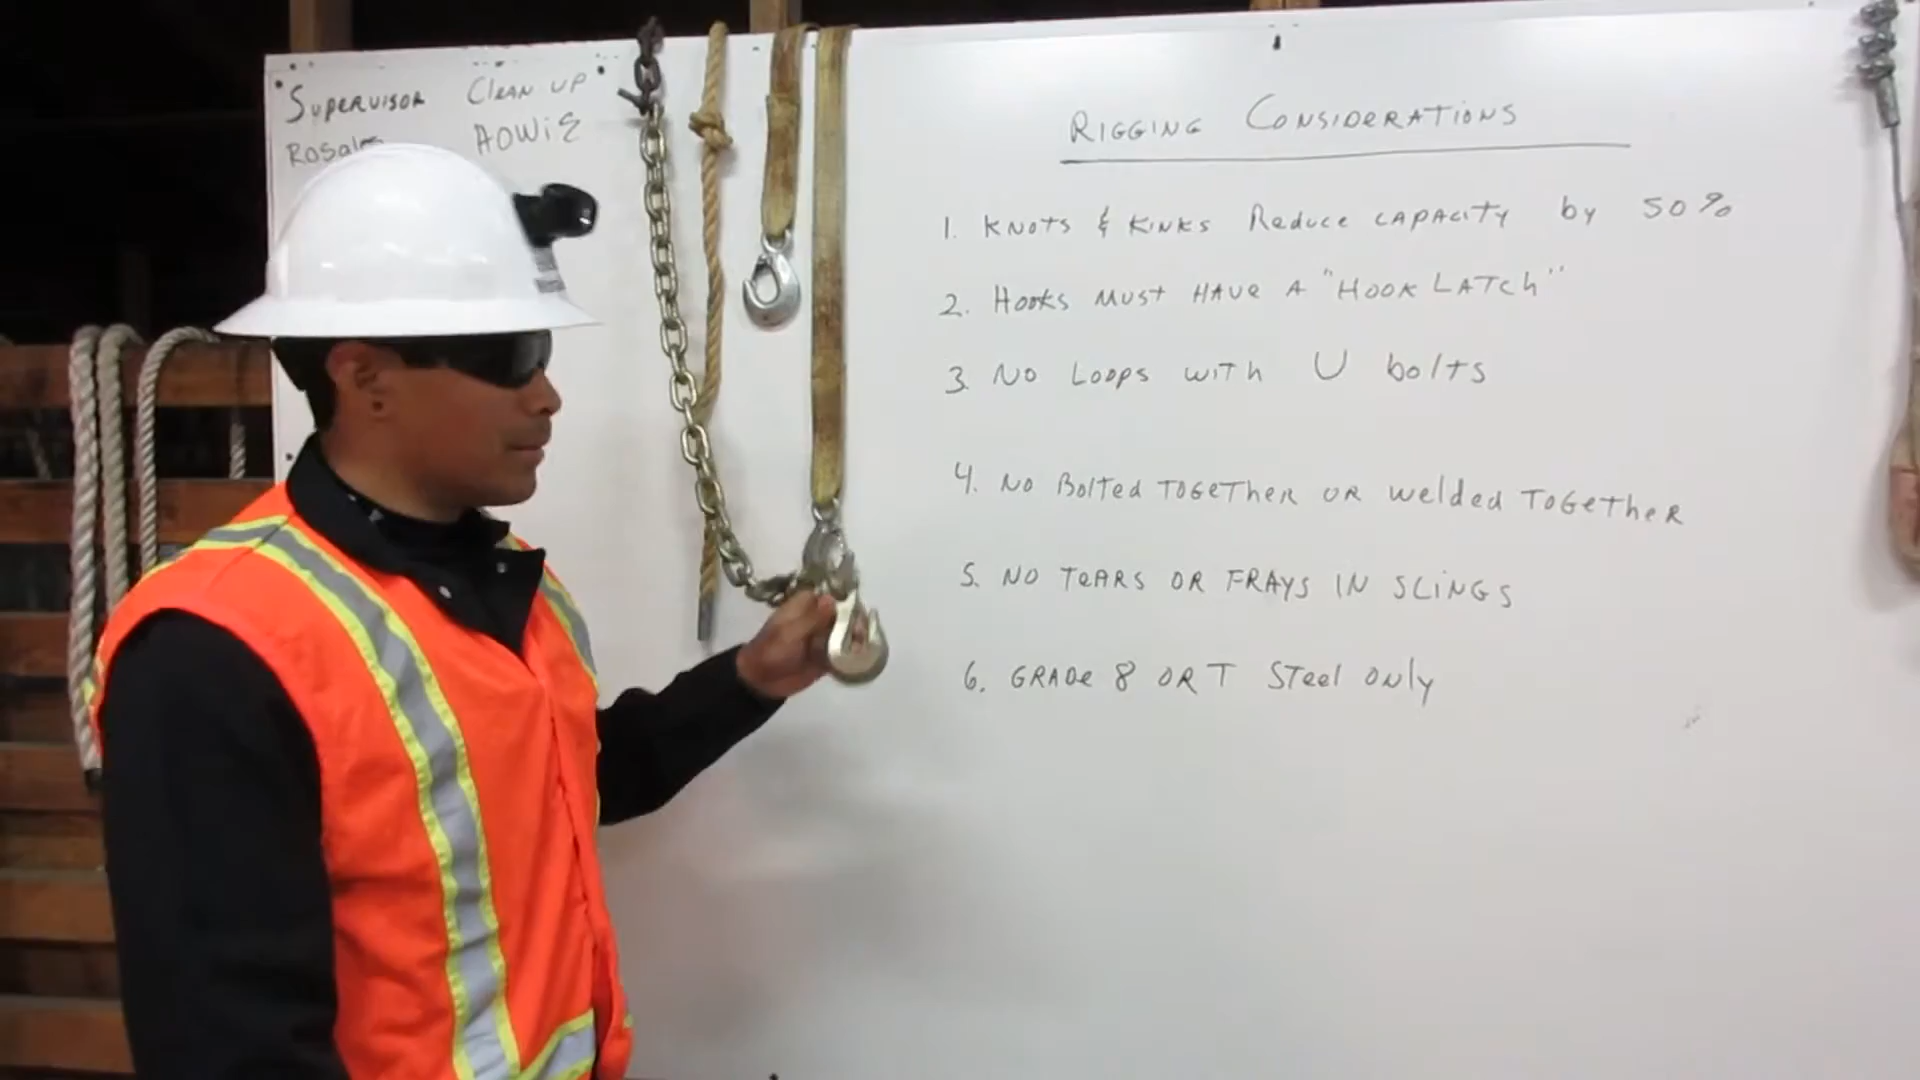 Supervisor Clean up
Rosales HOWiE
Rigging Considerations
1. Knots & Kinks Reduce capacity by 50%
2. Hooks must have a "Hook Latch"
3. No Loops with U bolts
4. No Bolted Together or welded Together
5. No Tears or Frays in Slings
6. Grade 8 or T Steel only